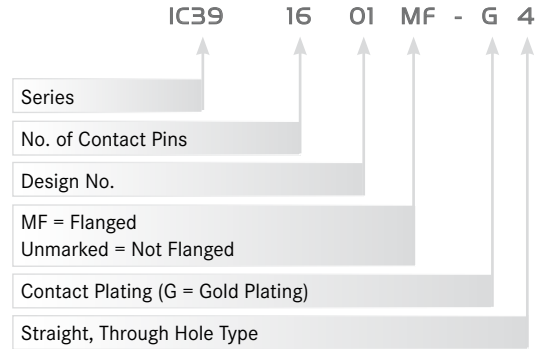 IC39 16 01 MF - G 4
Series
No. of Contact Pins
Design No.
MF = Flanged
Unmarked = Not Flanged
Contact Plating (G = Gold Plating)
Straight, Through Hole Type